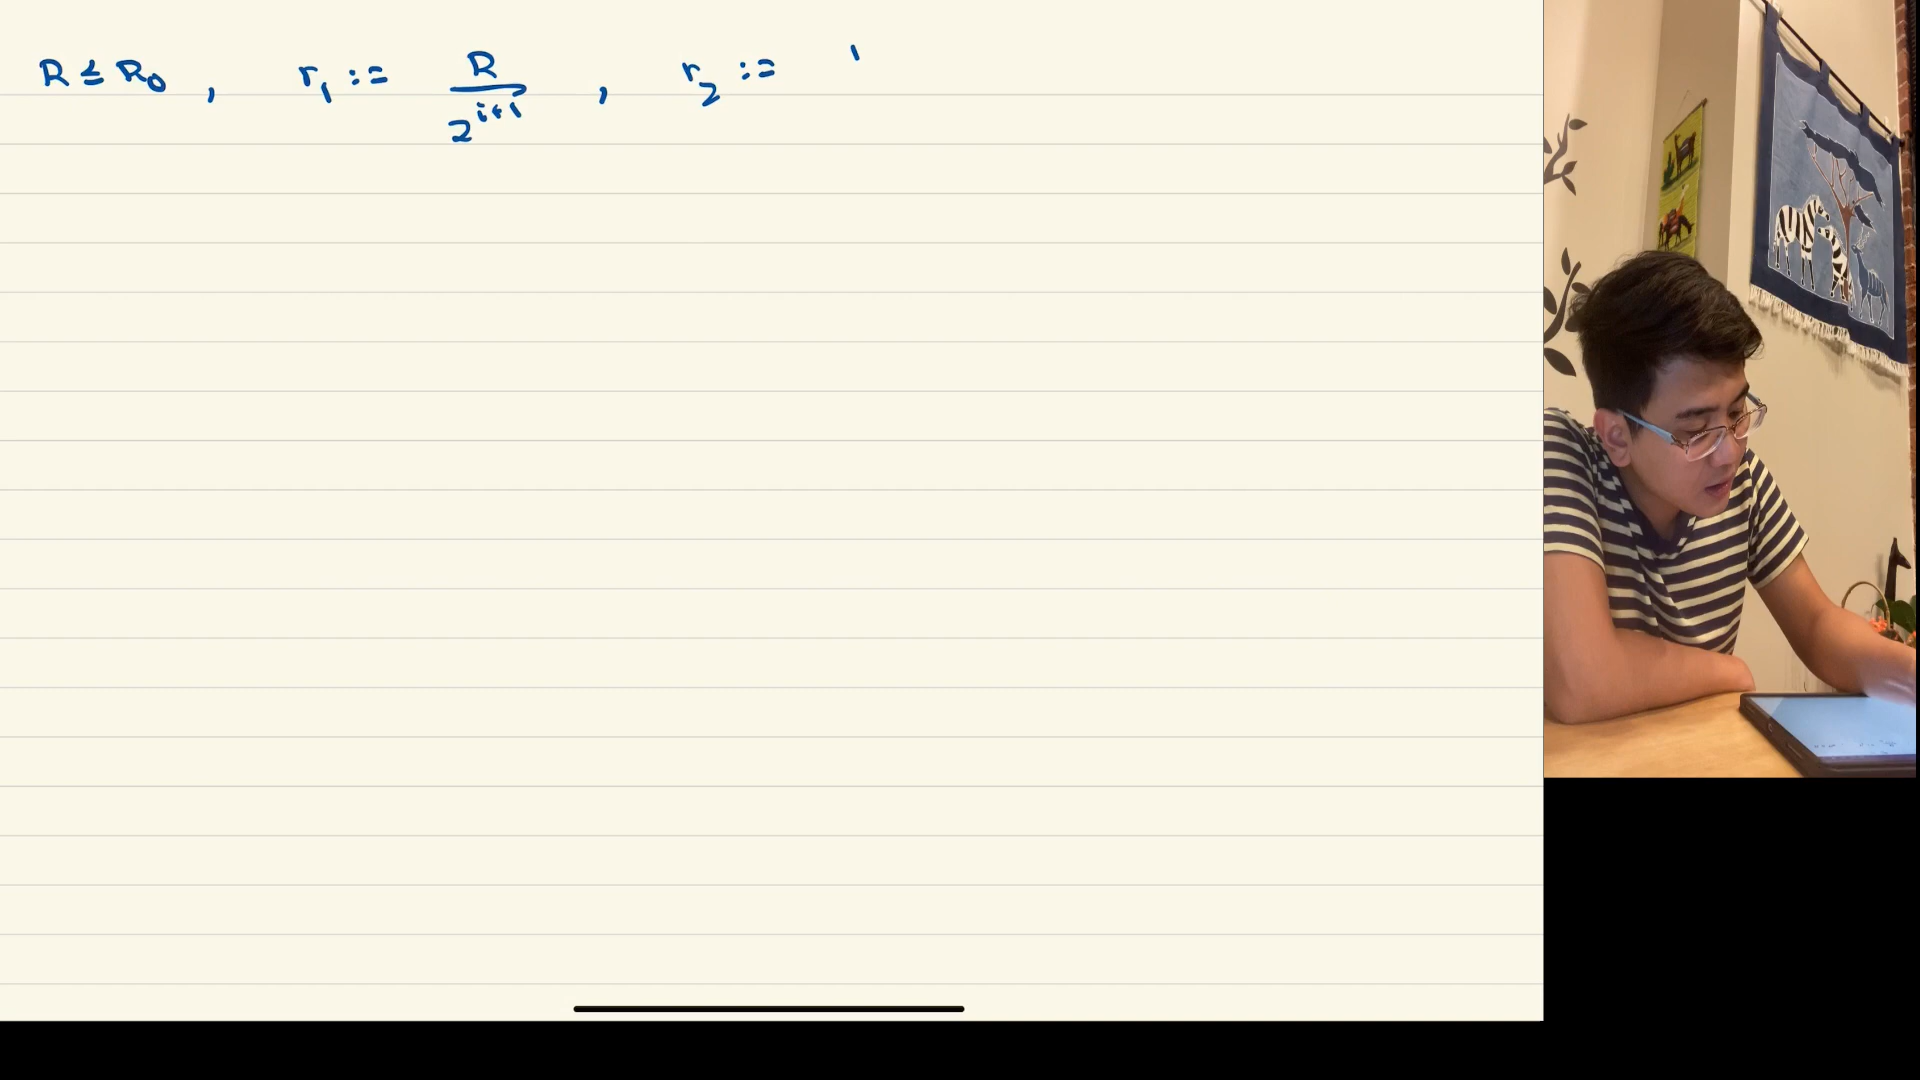 R ≤ R₀ , r₁ := R / 2^{i+1} , r₂ :=